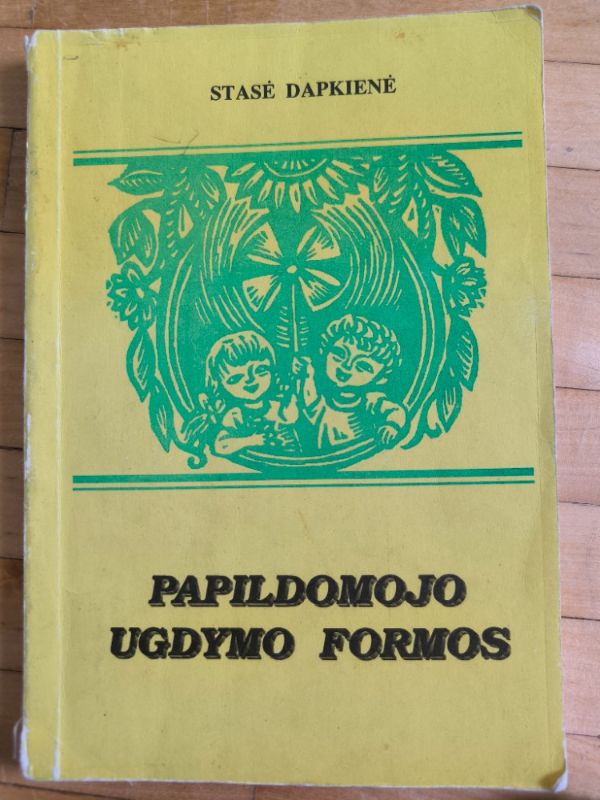 STASĖ DAPKIENĖ
PAPILDOMOJO
UGDYMO FORMOS